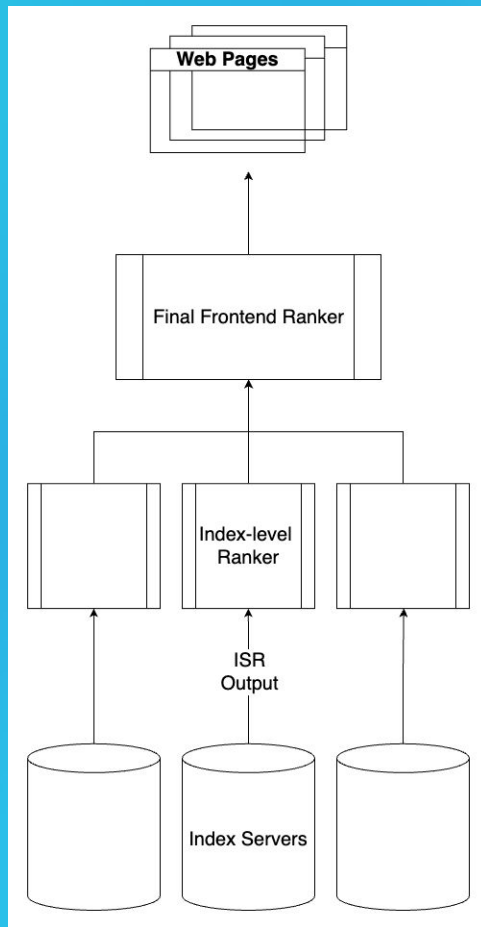 Web Pages
Final Frontend Ranker
Index-level
Ranker
ISR
Output
Index Servers